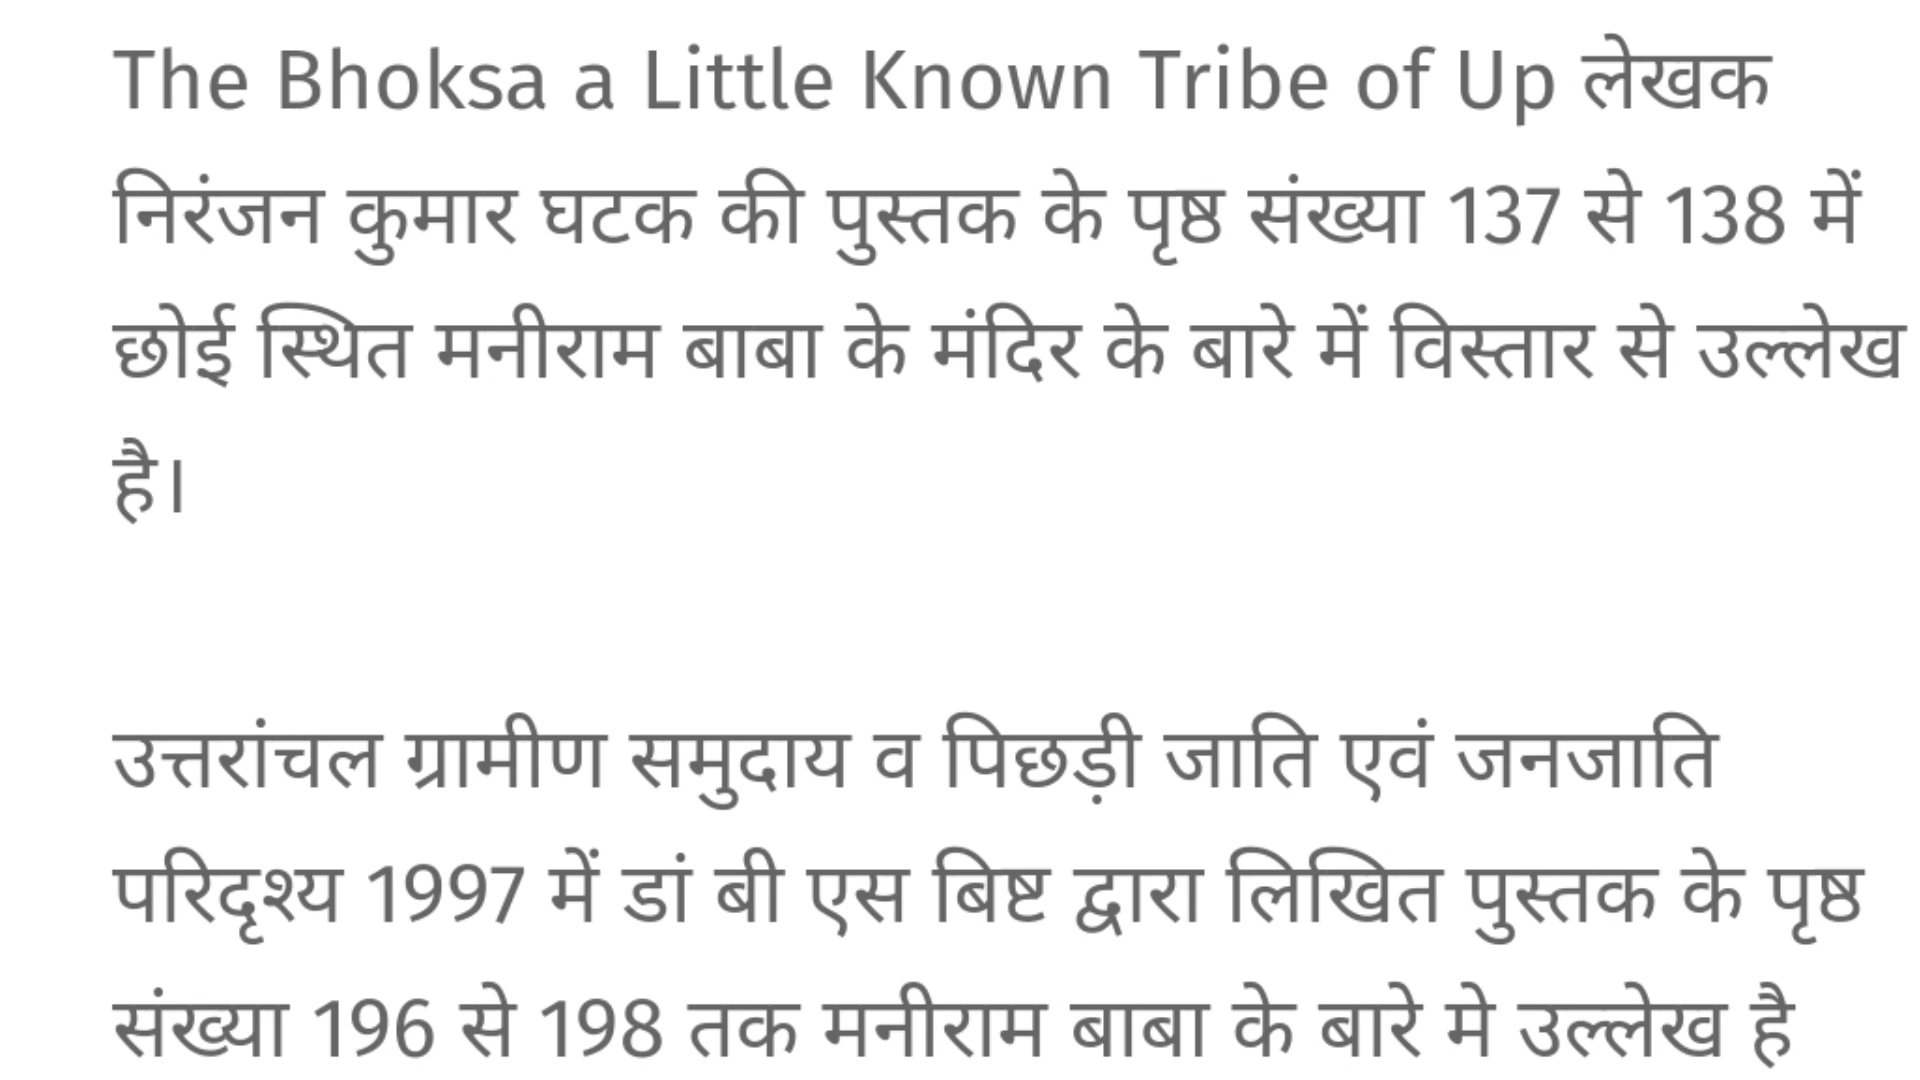 The Bhoksa a Little Known Tribe of Up लेखक
निरंजन कुमार घटक की पुस्तक के पृष्ठ संख्या 137 से 138 में
छोई स्थित मनीराम बाबा के मंदिर के बारे में विस्तार से उल्लेख
है।
उत्तरांचल ग्रामीण समुदाय व पिछड़ी जाति एवं जनजाति
परिदृश्य 1997 में डां बी एस बिष्ट द्वारा लिखित पुस्तक के पृष्ठ
संख्या 196 से 198 तक मनीराम बाबा के बारे मे उल्लेख है